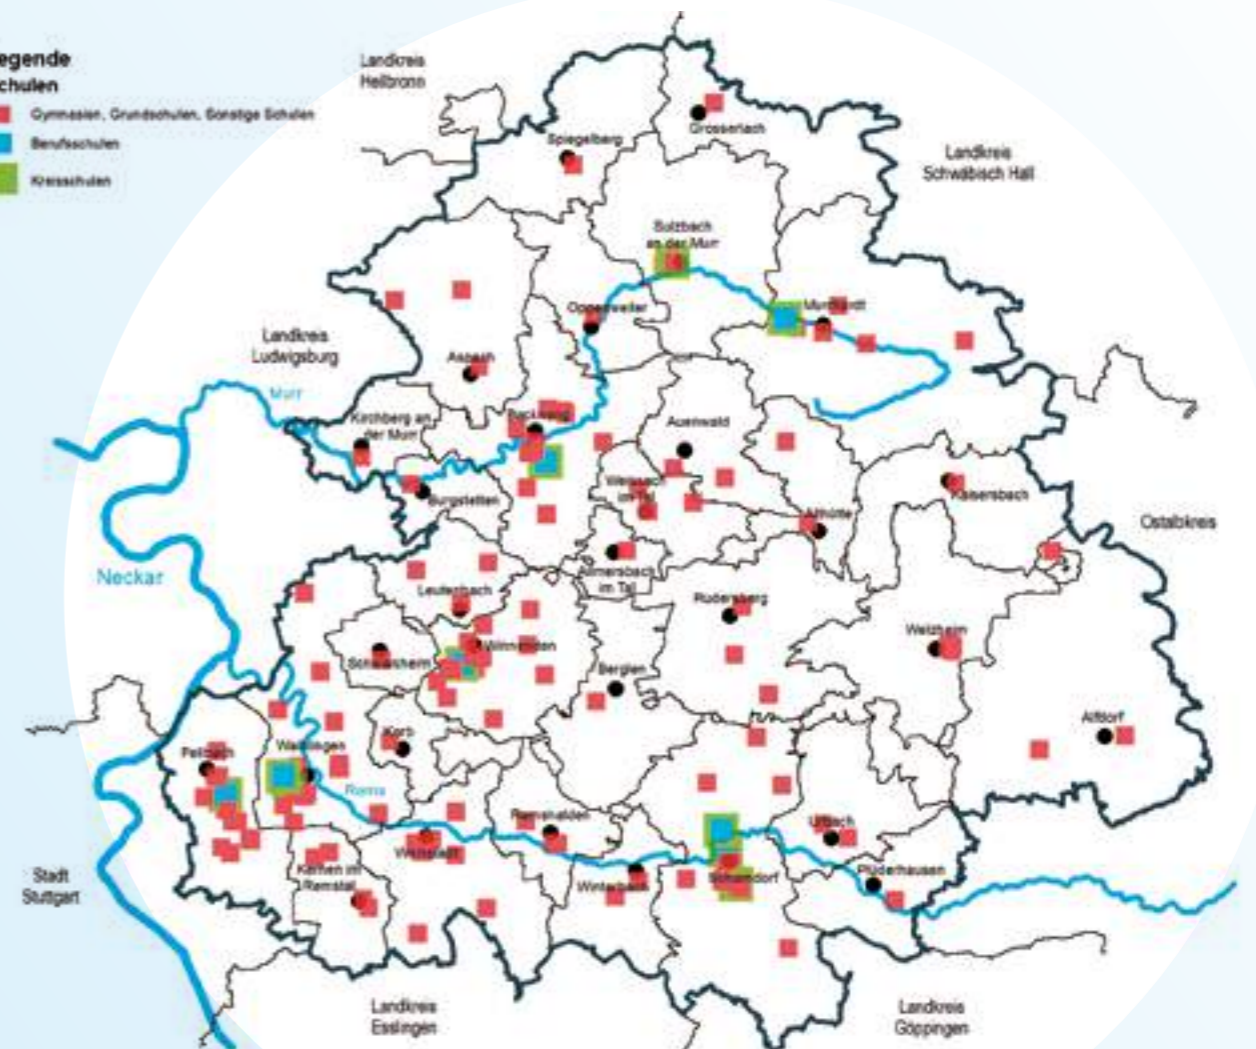 egende
chulen
Gymnasien, Grundschulen, Sonstige Schulen
Berufsschulen
Kreisschulen
Landkreis
Heilbronn
Grosserlach
Spiegelberg
Landkreis
Schwäbisch Hall
Sulzbach
an der Murr
Oppenweiler
Murrhardt
Landkreis
Ludwigsburg
Aspach
Murr
Kirchberg an
der Murr
Backnang
Auenwald
Weissach
im Tal
Burgstetten
Kaisersbach
Althütte
Ostalbkreis
Neckar
Allmersbach
im Tal
Leutenbach
Rudersberg
Welzheim
Winnenden
Schwaikheim
Berglen
Alfdorf
Korb
Fellbach
Waiblingen
Rems
Remshalden
Urbach
Weinstadt
Kernen im
Remstal
Winterbach
Schorndorf
Plüderhausen
Stadt
Stuttgart
Landkreis
Esslingen
Landkreis
Göppingen